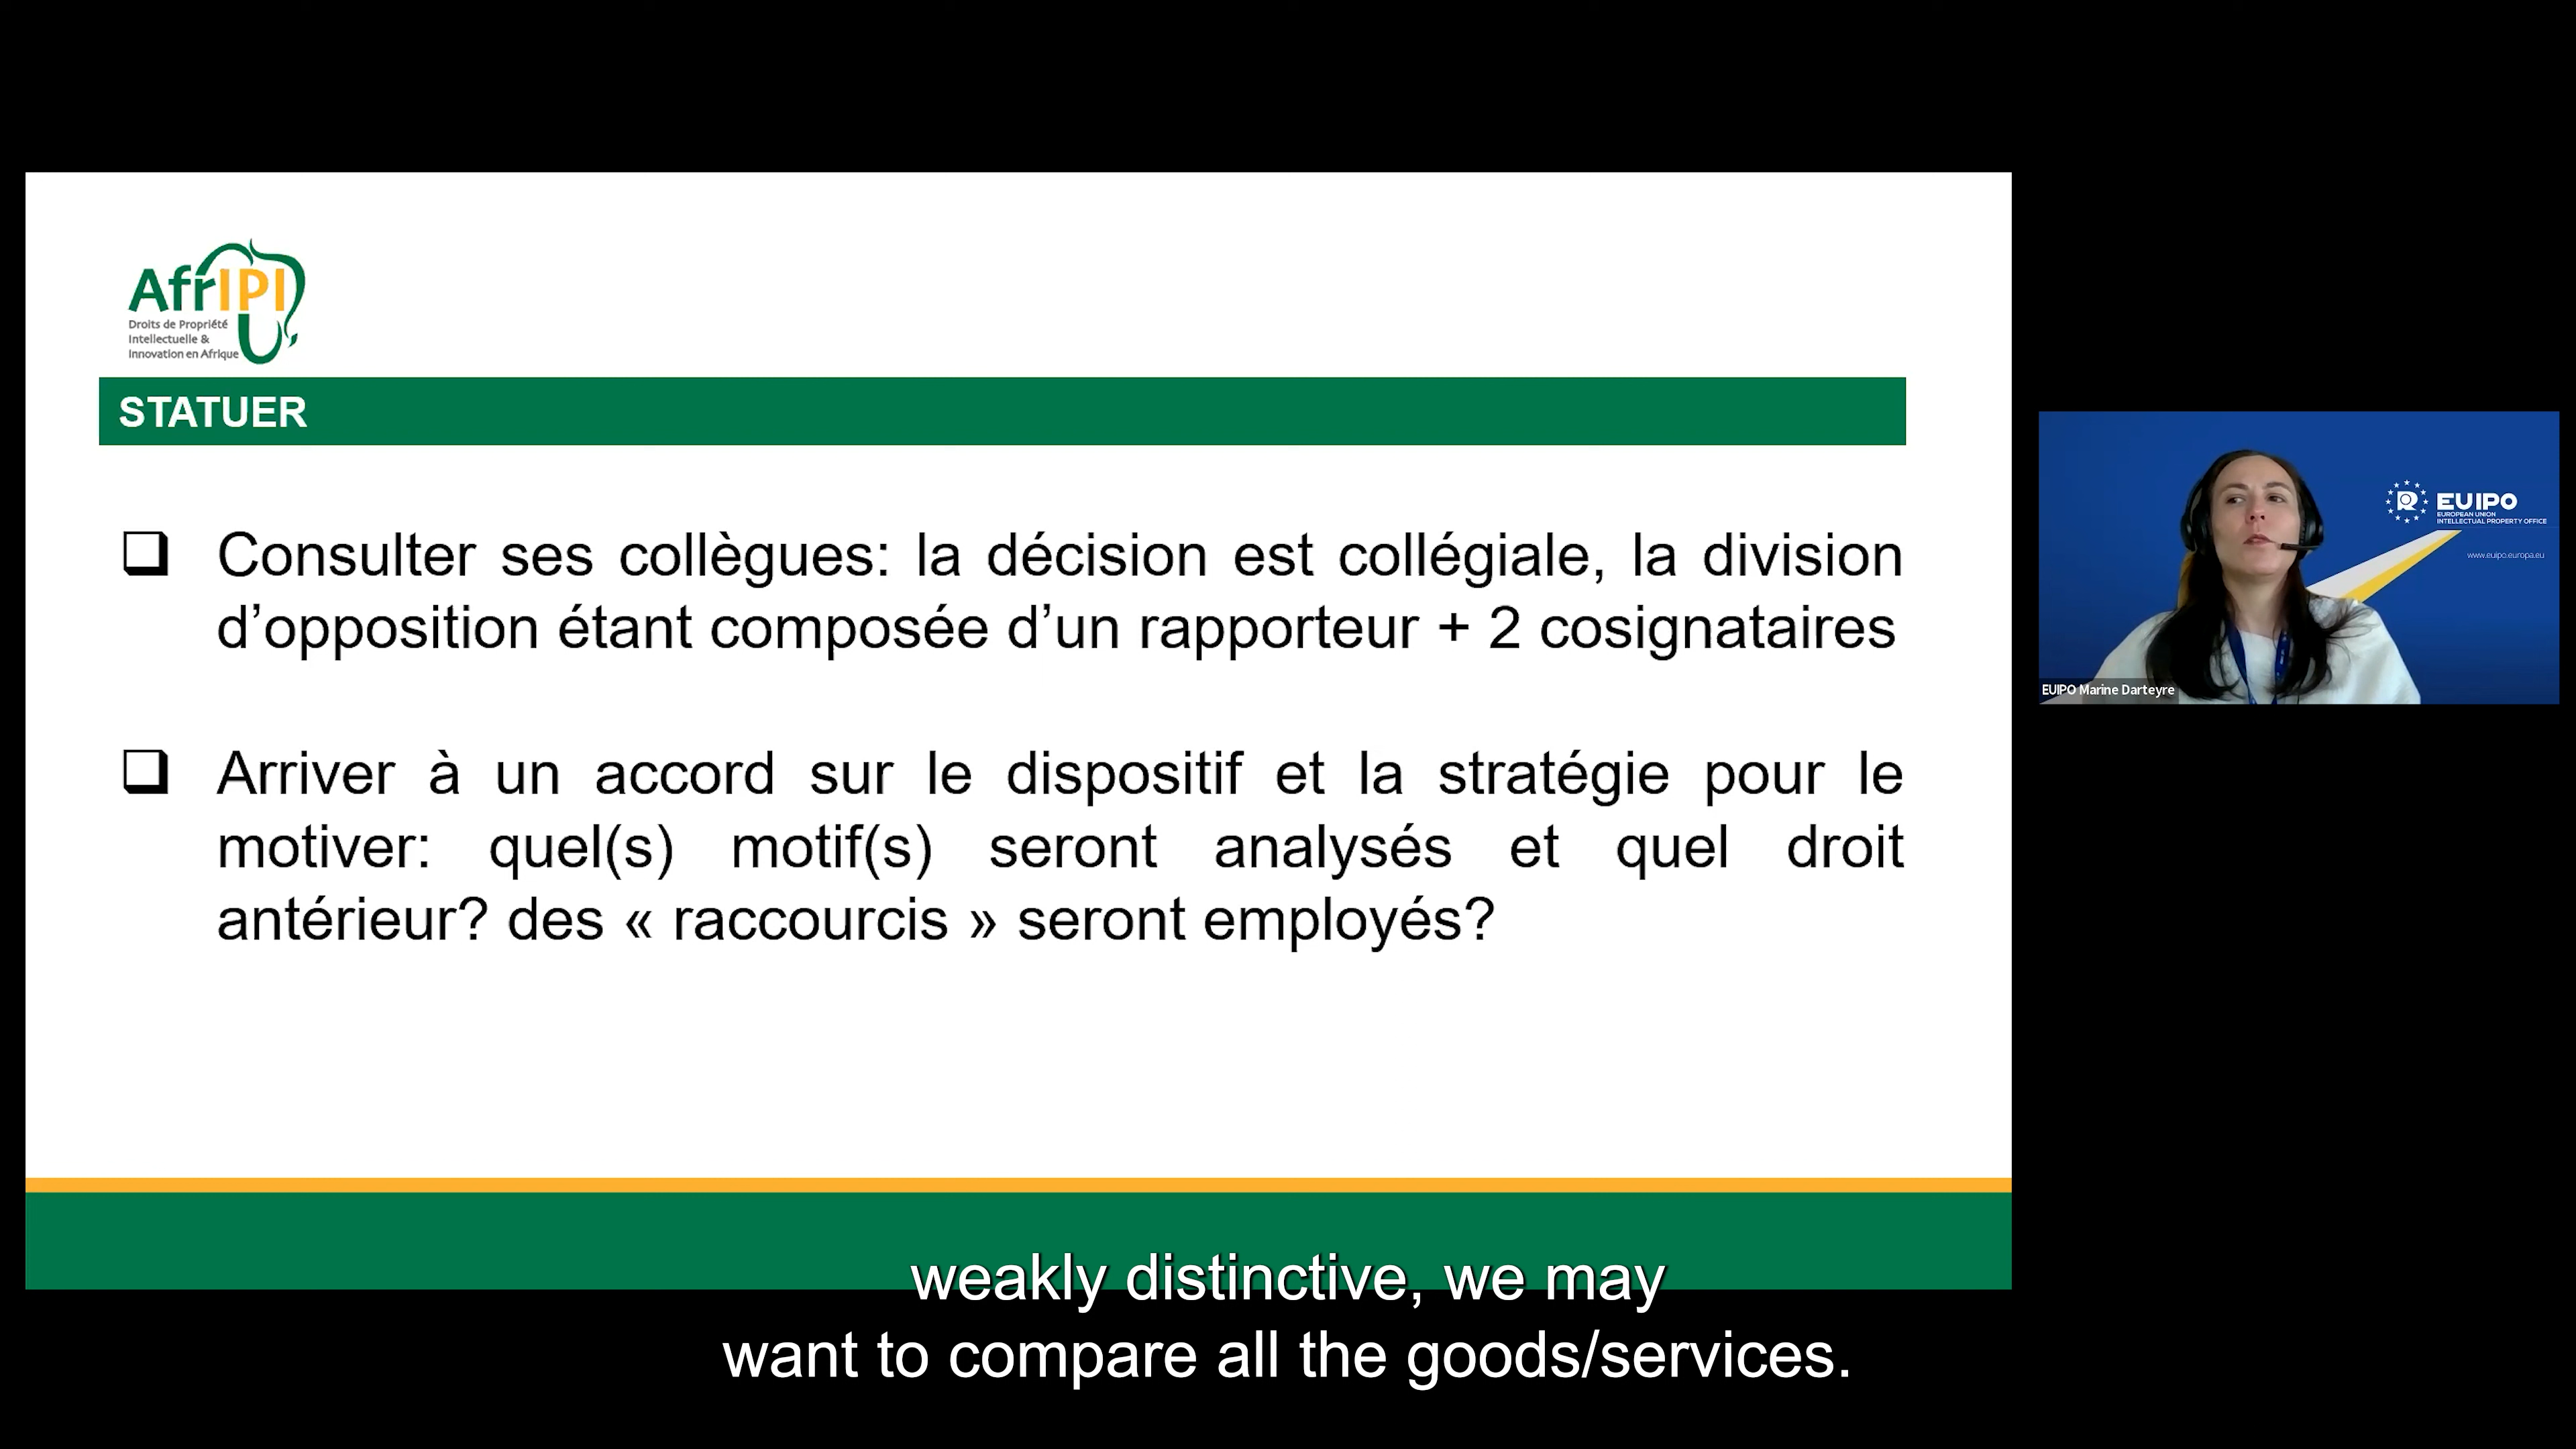 AfrIPI
Droits de Propriété
Intellectuelle &
Innovation en Afrique
STATUER
Consulter ses collègues: la décision est collégiale, la division
d’opposition étant composée d’un rapporteur + 2 cosignataires
Arriver à un accord sur le dispositif et la stratégie pour le
motiver: quel(s) motif(s) seront analysés et quel droit
antérieur? des « raccourcis » seront employés?
EUIPO
EUROPEAN UNION
INTELLECTUAL PROPERTY OFFICE
www.euipo.europa.eu
EUIPO Marine Darteyre
weakly distinctive, we may
want to compare all the goods/services.